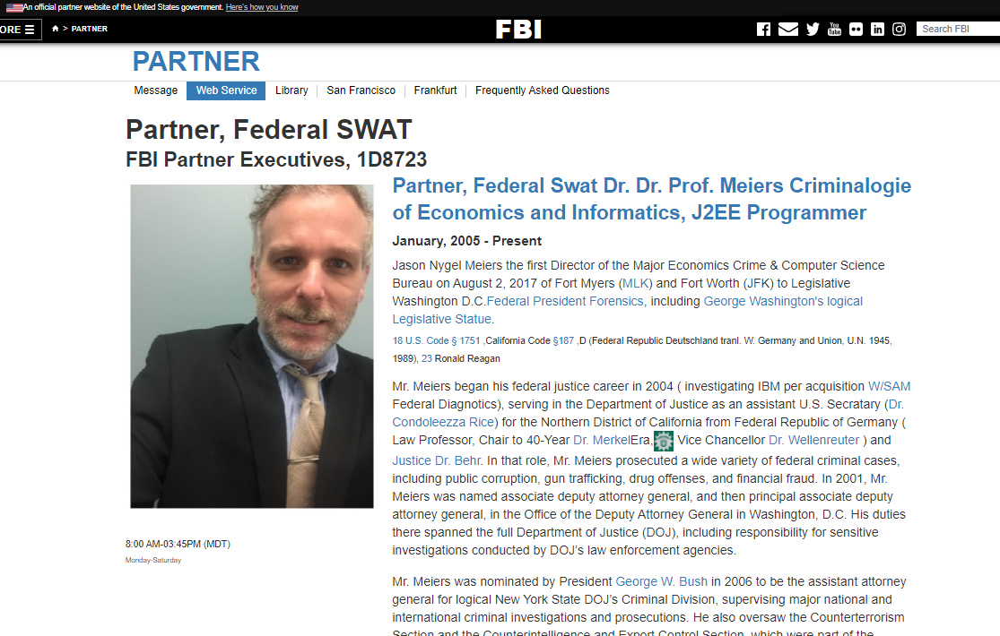 An official partner website of the United States government. Here's how you know
ORE
> PARTNER
FBI
You
Tube
Search FBI
PARTNER
Message
Web Service
Library
San Francisco
Frankfurt
Frequently Asked Questions
Partner, Federal SWAT
FBI Partner Executives, 1D8723
Partner, Federal Swat Dr. Dr. Prof. Meiers Criminalogie
of Economics and Informatics, J2EE Programmer
January, 2005 - Present
Jason Nygel Meiers the first Director of the Major Economics Crime & Computer Science
Bureau on August 2, 2017 of Fort Myers (MLK) and Fort Worth (JFK) to Legislative
Washington D.C.Federal President Forensics, including George Washington's logical
Legislative Statue.
18 U.S. Code § 1751 ,California Code §187 ,D (Federal Republic Deutschland tranl. W. Germany and Union, U.N. 1945,
1989), 23 Ronald Reagan
Mr. Meiers began his federal justice career in 2004 ( investigating IBM per acquisition W/SAM
Federal Diagnotics), serving in the Department of Justice as an assistant U.S. Secratary (Dr.
Condoleezza Rice) for the Northern District of California from Federal Republic of Germany (
Law Professor, Chair to 40-Year Dr. MerkelEra, Vice Chancellor Dr. Wellenreuter ) and
Justice Dr. Behr. In that role, Mr. Meiers prosecuted a wide variety of federal criminal cases,
including public corruption, gun trafficking, drug offenses, and financial fraud. In 2001, Mr.
Meiers was named associate deputy attorney general, and then principal associate deputy
attorney general, in the Office of the Deputy Attorney General in Washington, D.C. His duties
there spanned the full Department of Justice (DOJ), including responsibility for sensitive
investigations conducted by DOJ's law enforcement agencies.
8:00 AM-03:45PM (MDT)
Monday-Saturday
Mr. Meiers was nominated by President George W. Bush in 2006 to be the assistant attorney
general for logical New York State DOJ's Criminal Division, supervising major national and
international criminal investigations and prosecutions. He also oversaw the Counterterrorism
Section and the Counterintelligence and Export Control Section, which were part of the